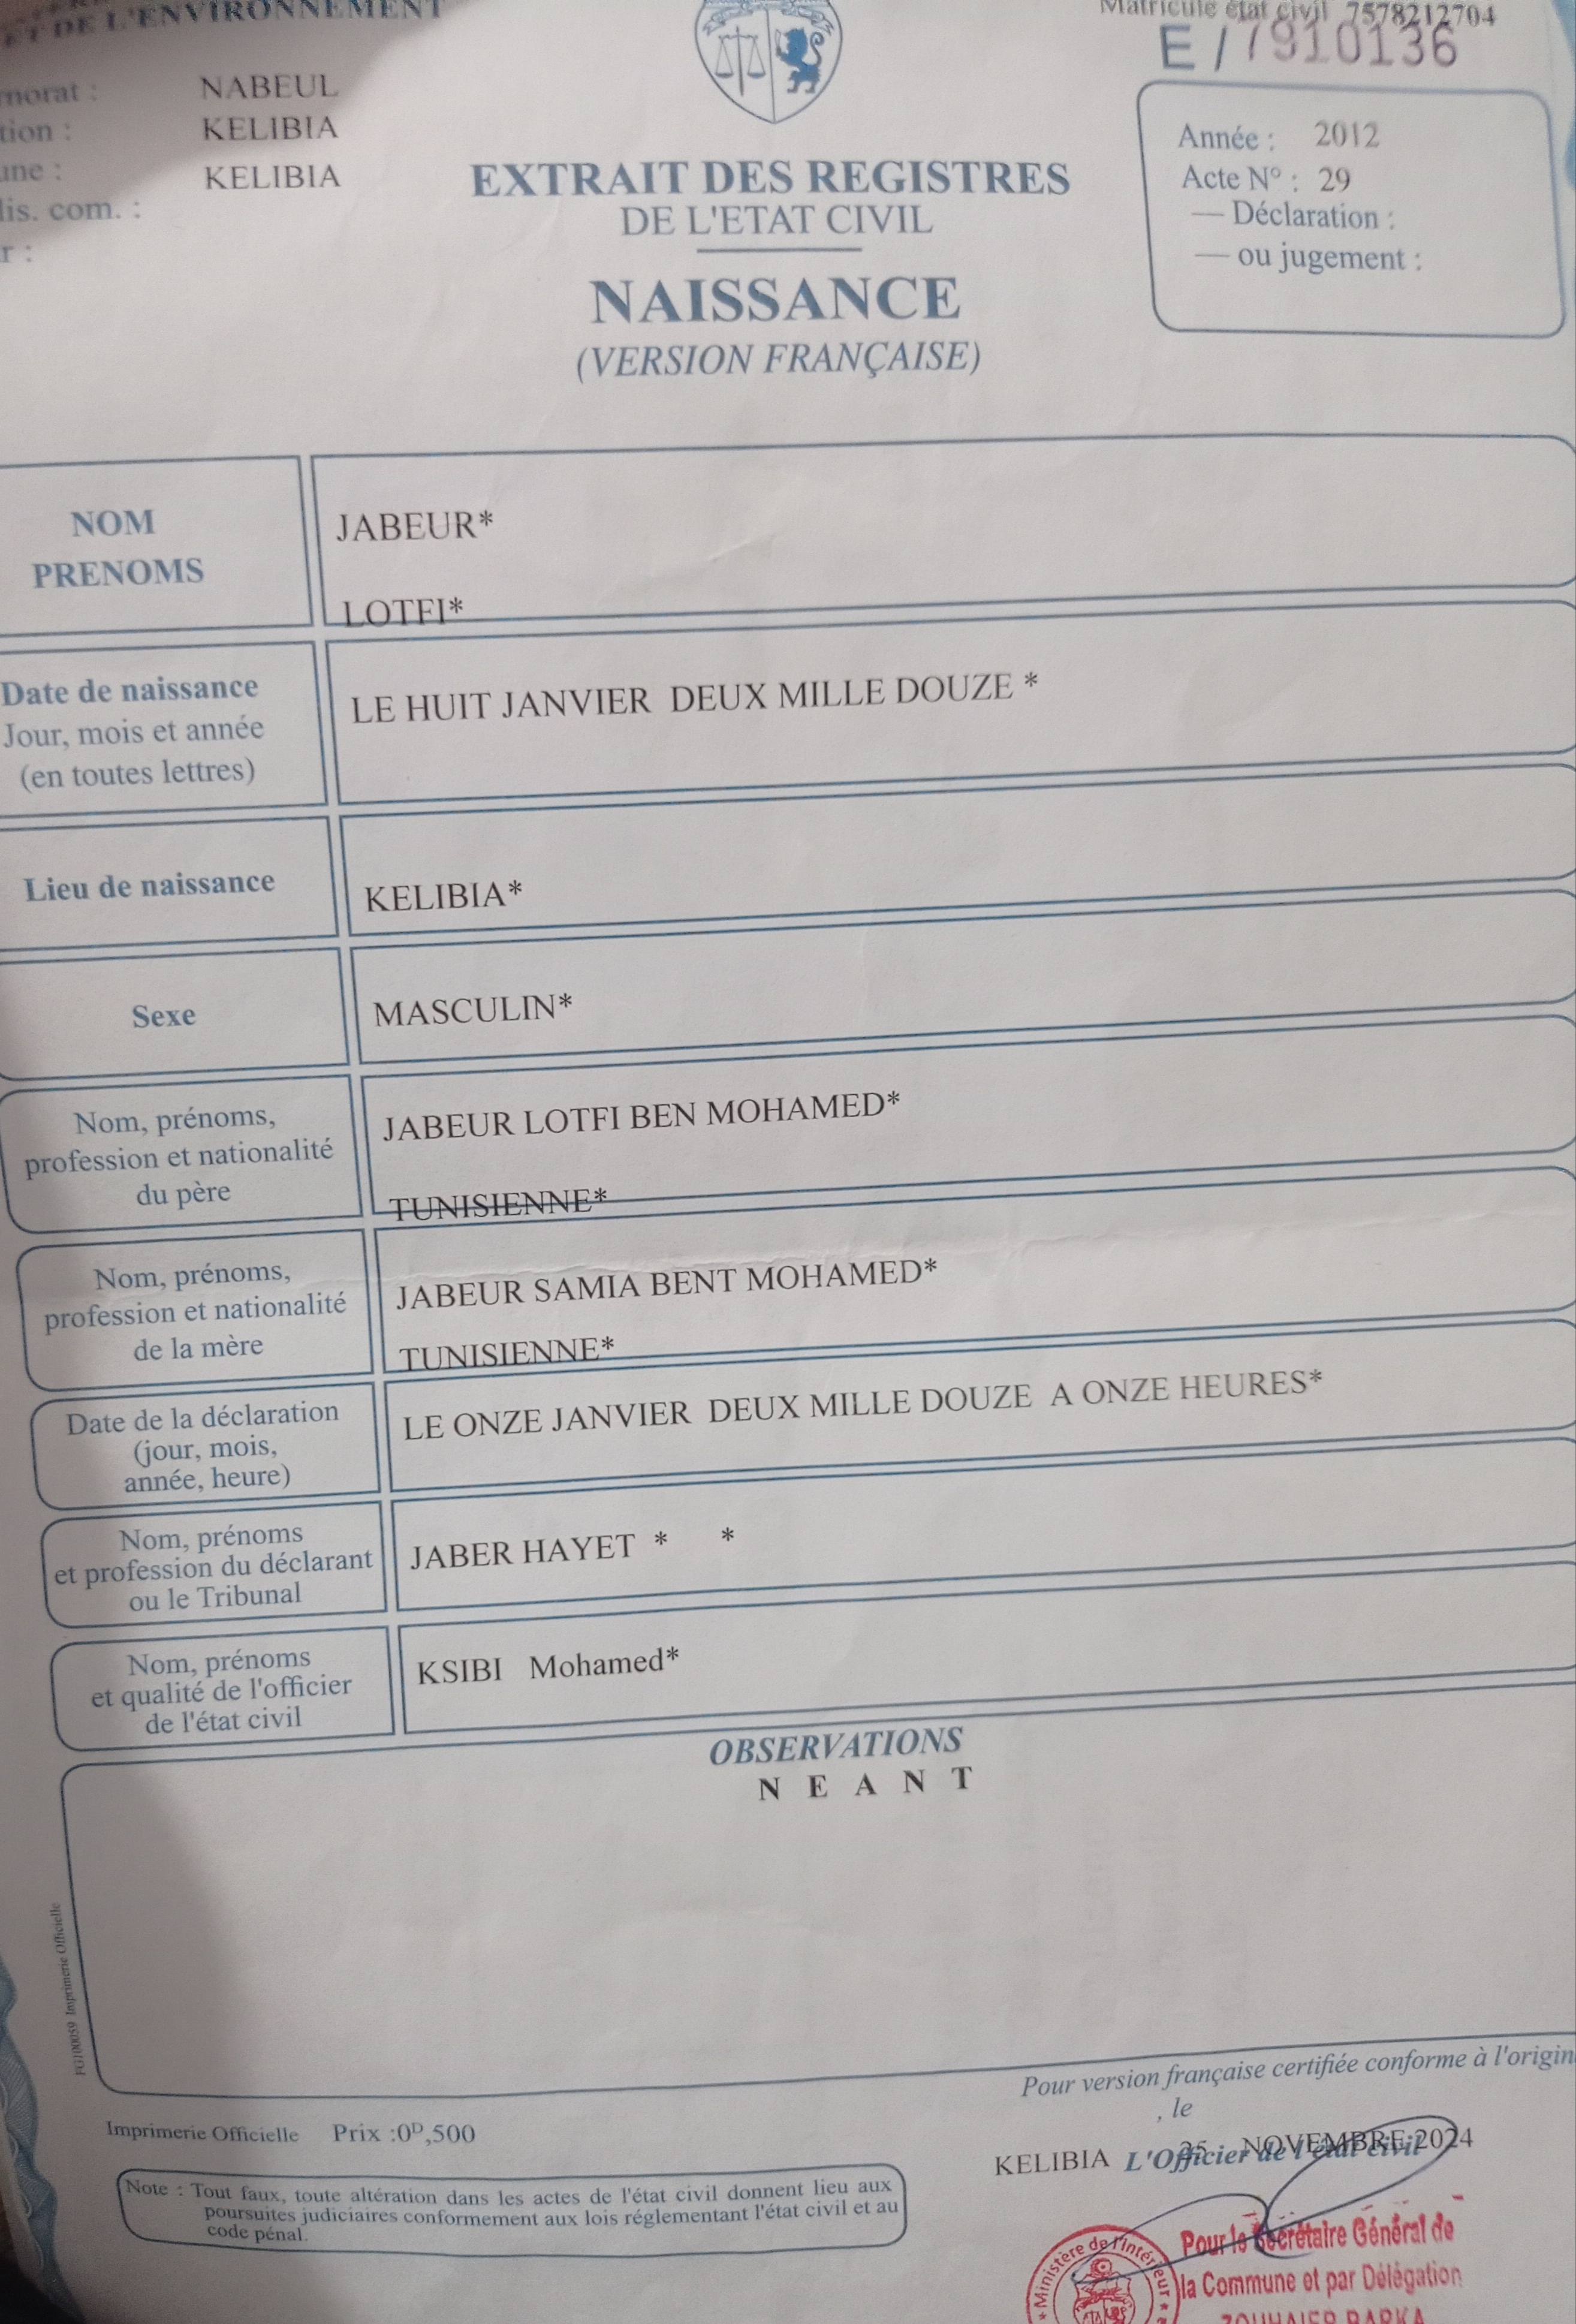 ET DE L'ENVIRONNEMENT
Matricule état civil 7578212704
E / 7910136
NABEUL
KELIBIA
KELIBIA
dis. com. :
Année : 2012
Acte N° : 29
— Déclaration :
— ou jugement :
EXTRAIT DES REGISTRES
DE L'ETAT CIVIL
NAISSANCE
(VERSION FRANÇAISE)
NOM
PRENOMS
JABEUR*
LOTFI*
Date de naissance
Jour, mois et année
(en toutes lettres)
LE HUIT JANVIER DEUX MILLE DOUZE *
Lieu de naissance
KELIBIA*
Sexe
MASCULIN*
Nom, prénoms,
profession et nationalité
du père
JABEUR LOTFI BEN MOHAMED*
TUNISIENNE*
Nom, prénoms,
profession et nationalité
de la mère
JABEUR SAMIA BENT MOHAMED*
TUNISIENNE*
Date de la déclaration
(jour, mois,
année, heure)
LE ONZE JANVIER DEUX MILLE DOUZE A ONZE HEURES*
Nom, prénoms
et profession du déclarant
ou le Tribunal
JABER HAYET * *
Nom, prénoms
et qualité de l'officier
de l'état civil
KSIBI Mohamed*
OBSERVATIONS
N E A N T
FG100059 Imprimerie Officielle
Pour version française certifiée conforme à l'origin
, le
KELIBIA 25 NOVEMBRE 2024
L'Officier de l'état civil
Imprimerie Officielle Prix :0ᴰ,500
Note : Tout faux, toute altération dans les actes de l'état civil donnent lieu aux
poursuites judiciaires conformement aux lois réglementant l'état civil et au
code pénal.
Ministère de l'Intérieur
Pour le Secrétaire Général de
la Commune et par Délégation
ZOUHAIER BARKA